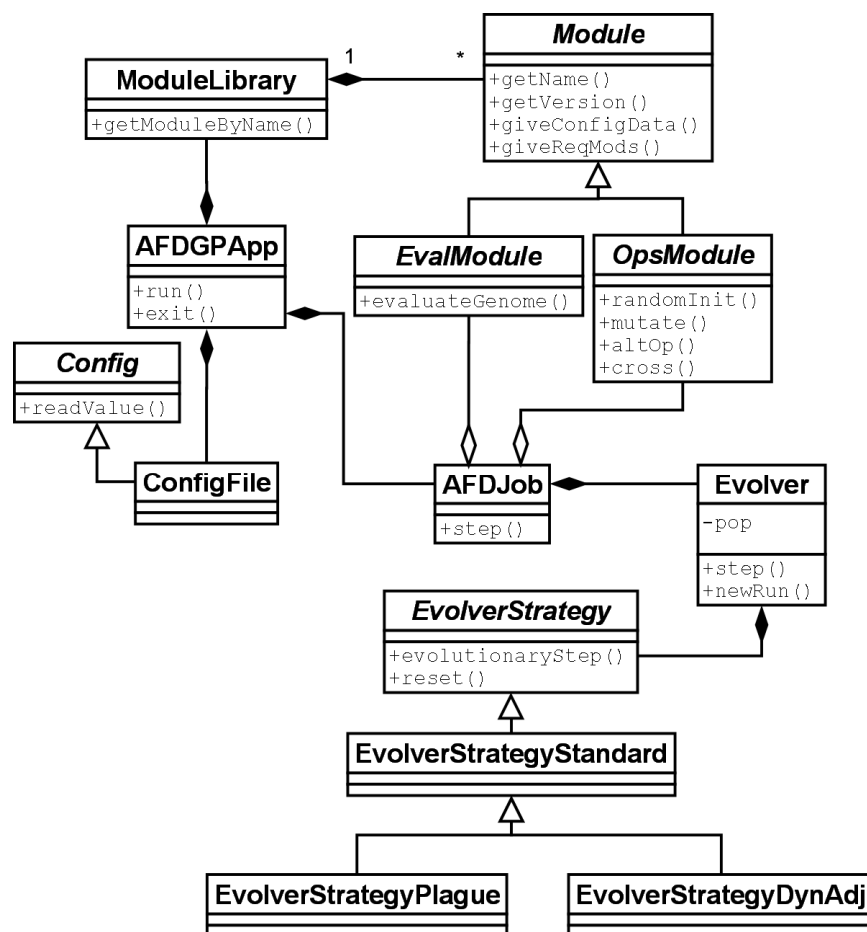 Module
1
*
ModuleLibrary
+getName()
+getVersion()
+getModuleByName()
+giveConfigData()
+giveReqMods()
AFDGPApp
EvalModule
OpsModule
+run()
+exit()
+evaluateGenome()
+randomInit()
+mutate()
+altOp()
+cross()
Config
+readValue()
ConfigFile
AFDJob
Evolver
+step()
-pop
+step()
+newRun()
EvolverStrategy
+evolutionaryStep()
+reset()
EvolverStrategyStandard
EvolverStrategyPlague
EvolverStrategyDynAdj